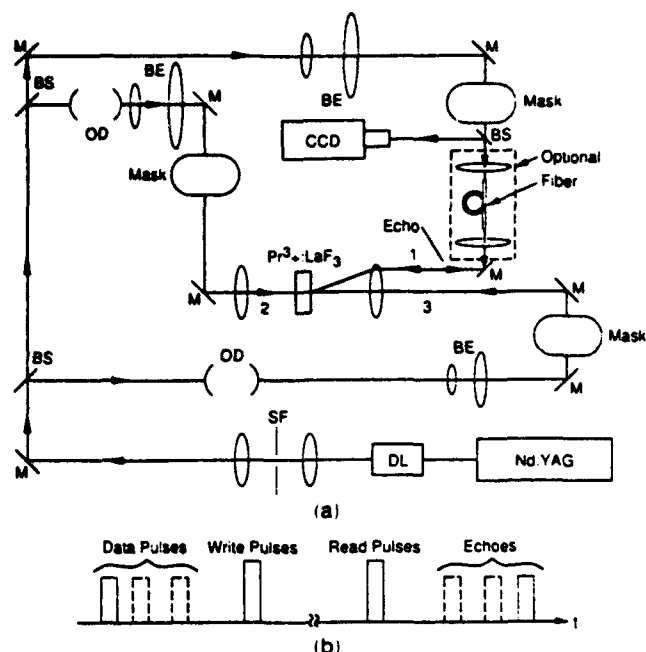 M
M
BS
BE
BE
M
OD
Mask
Mask
CCD
BS
Optional
Fiber
Echo
Pr3+:LaF3
1
M
M
2
3
M
Mask
BS
OD
BE
M
M
SF
DL
Nd:YAG
(a)
Data Pulses Write Pulses Read Pulses Echoes
t
(b)